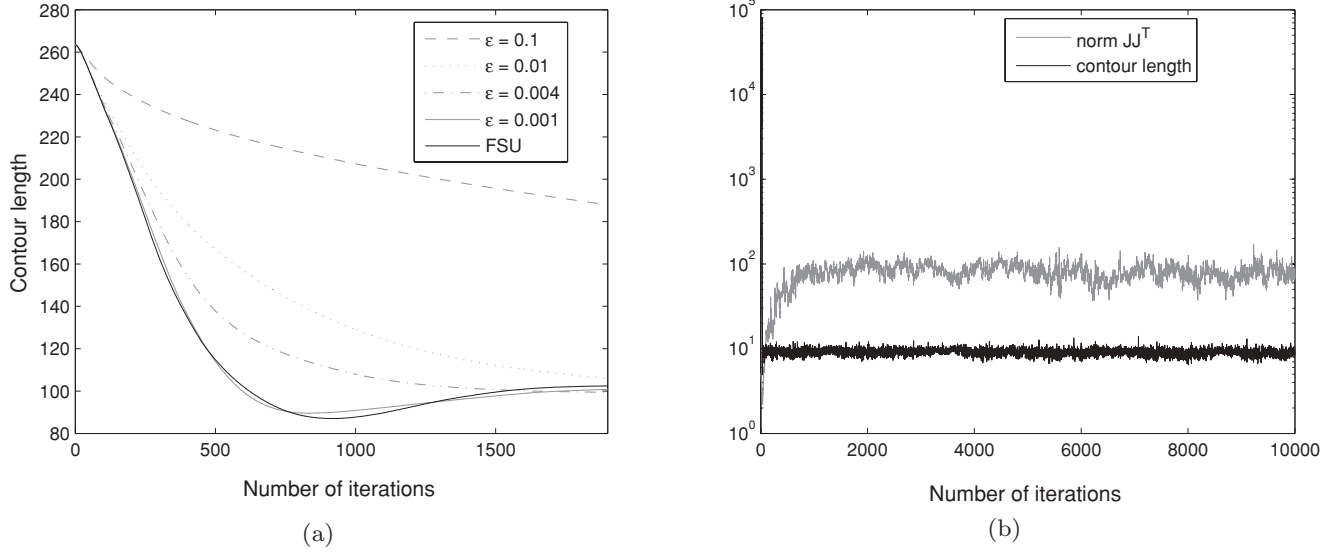 280
260
240
220
200
180
160
140
120
100
80
Contour length
0
500
1000
1500
Number of iterations
ε = 0.1
ε = 0.01
ε = 0.004
ε = 0.001
FSU
(a)
10^5
10^4
10^3
10^2
10^1
10^0
0
2000
4000
6000
8000
10000
Number of iterations
norm JJ^T
contour length
(b)